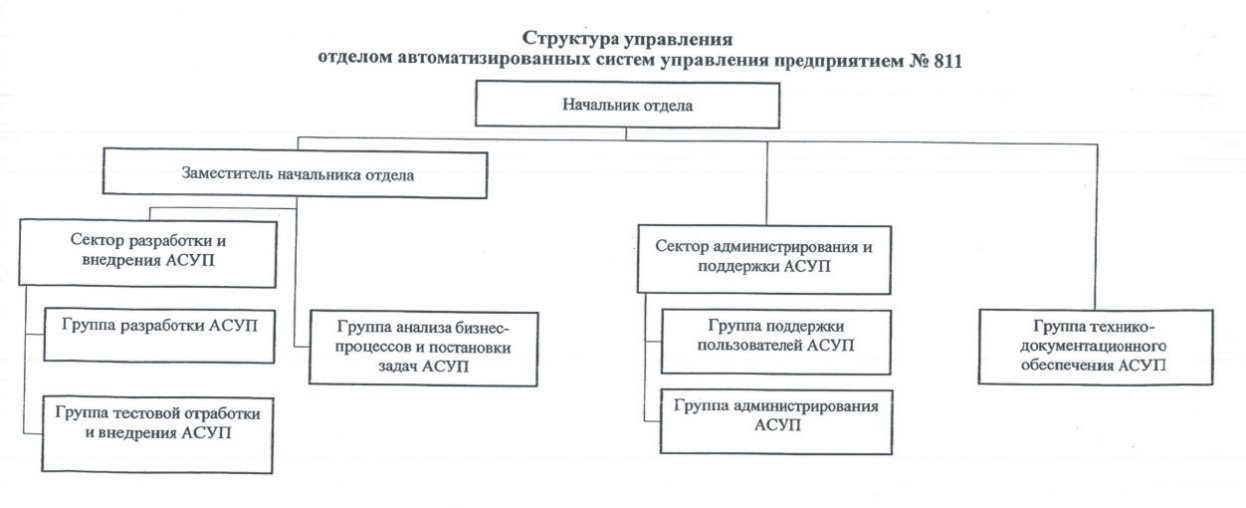 Структура управления
отделом автоматизированных систем управления предприятием № 811
Начальник отдела
Заместитель начальника отдела
Сектор разработки и
внедрения АСУП
Сектор администрирования и
поддержки АСУП
Группа разработки АСУП
Группа анализа бизнес-
процессов и постановки
задач АСУП
Группа поддержки
пользователей АСУП
Группа технико-
документационного
обеспечения АСУП
Группа тестовой отработки
и внедрения АСУП
Группа администрирования
АСУП